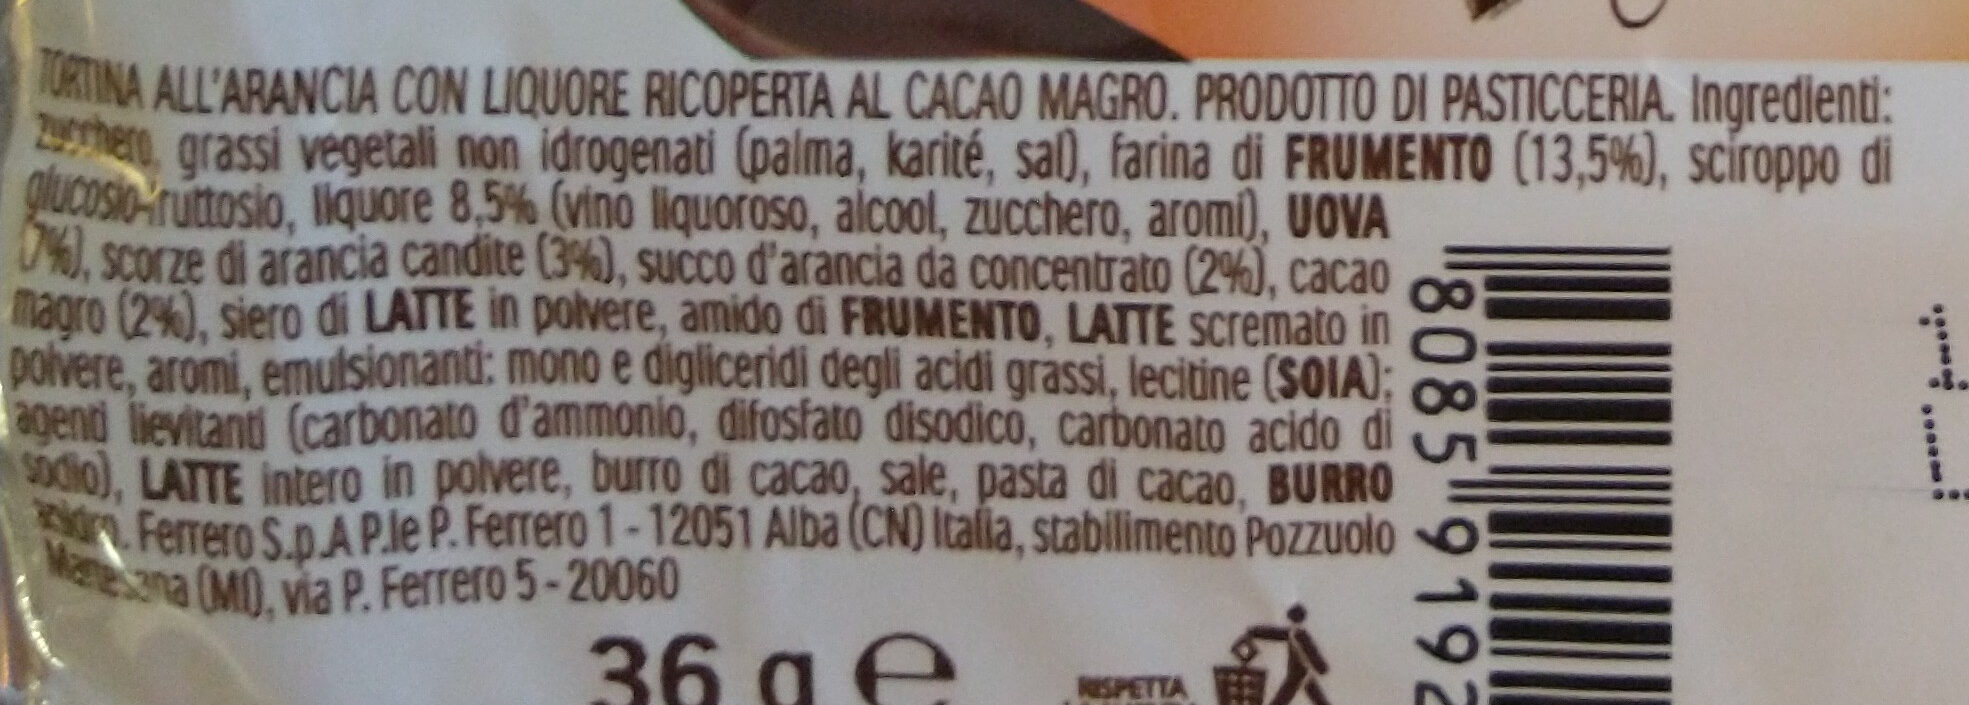 TORTINA ALL'ARANCIA CON LIQUORE RICOPERTA AL CACAO MAGRO. PRODOTTO DI PASTICCERIA. Ingredienti:
zucchero, grassi vegetali non idrogenati (palma, karité, sal), farina di FRUMENTO (13,5%), sciroppo di
glucosio-fruttosio, liquore 8,5% (vino liquoroso, alcool, zucchero, aromi), UOVA
(7%), scorze di arancia candite (3%), succo d'arancia da concentrato (2%), cacao
magro (2%), siero di LATTE in polvere, amido di FRUMENTO, LATTE scremato in
polvere, aromi, emulsionanti: mono e digliceridi degli acidi grassi, lecitine (SOIA);
agenti lievitanti (carbonato d'ammonio, difosfato disodico, carbonato acido di
sodio), LATTE intero in polvere, burro di cacao, sale, pasta di cacao, BURRO
anidro. Ferrero S.p.A P.le P. Ferrero 1 - 12051 Alba (CN) Italia, stabilimento Pozzuolo
Martesana (MI), via P. Ferrero 5 - 20060
36 g e
RISPETTA
8085 9192